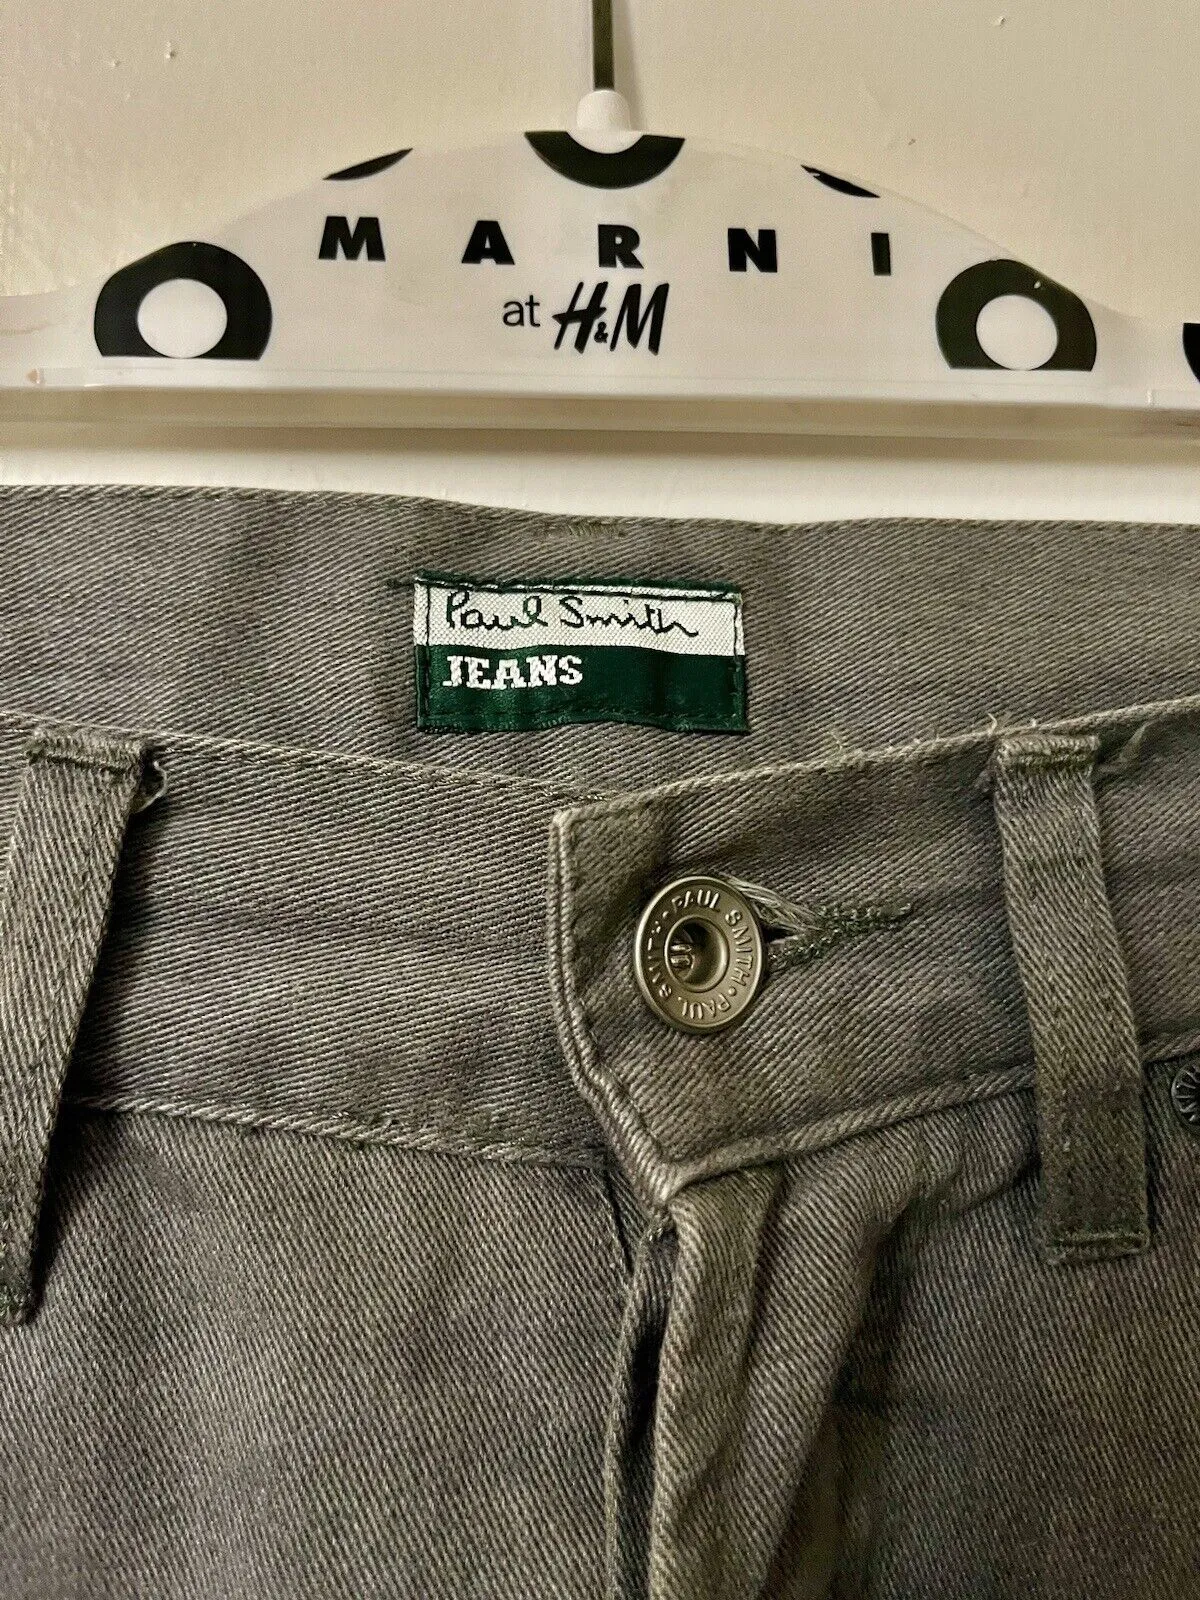 MARNI
at H&M
Paul Smith
JEANS
PAUL SMITH • PAUL SMITH •